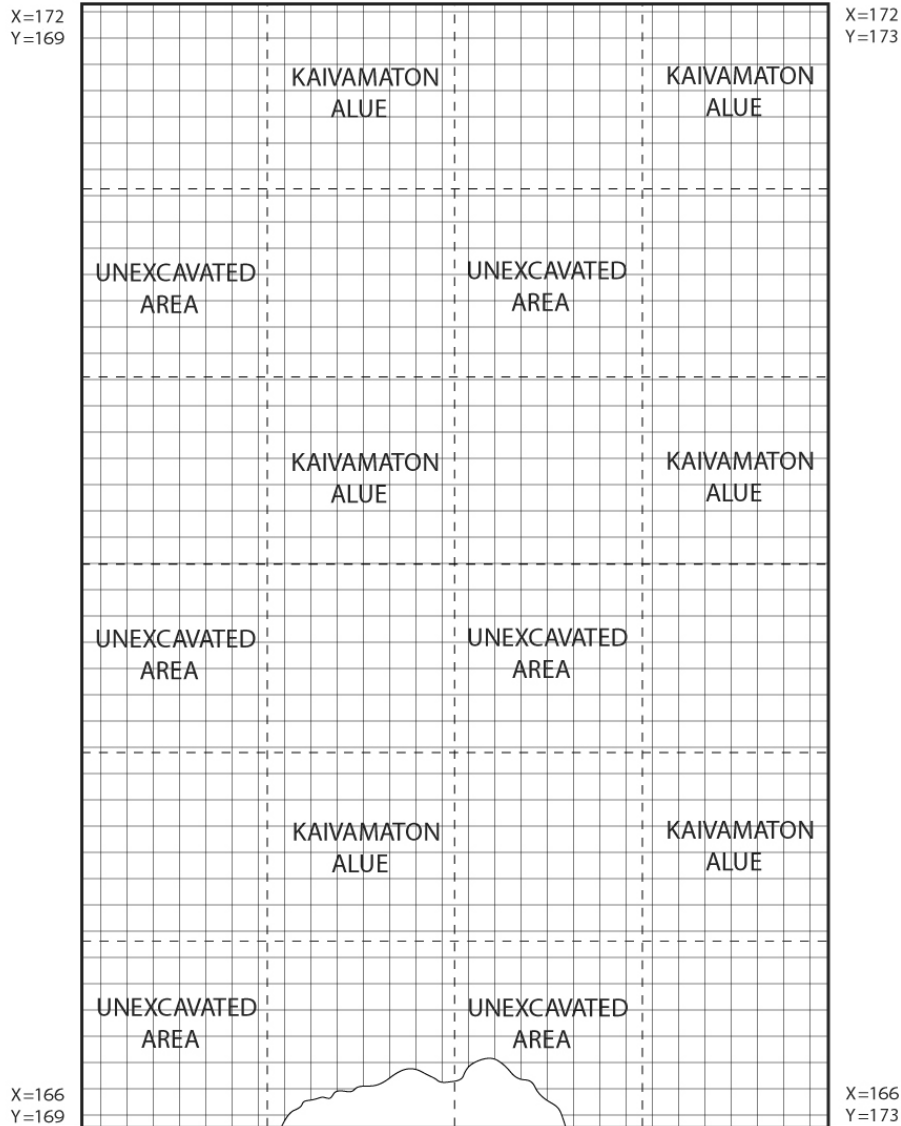 X=172
Y=169
X=172
Y=173
KAIVAMATON
ALUE
KAIVAMATON
ALUE
UNEXCAVATED
AREA
UNEXCAVATED
AREA
KAIVAMATON
ALUE
KAIVAMATON
ALUE
UNEXCAVATED
AREA
UNEXCAVATED
AREA
KAIVAMATON
ALUE
KAIVAMATON
ALUE
UNEXCAVATED
AREA
UNEXCAVATED
AREA
X=166
Y=169
X=166
Y=173